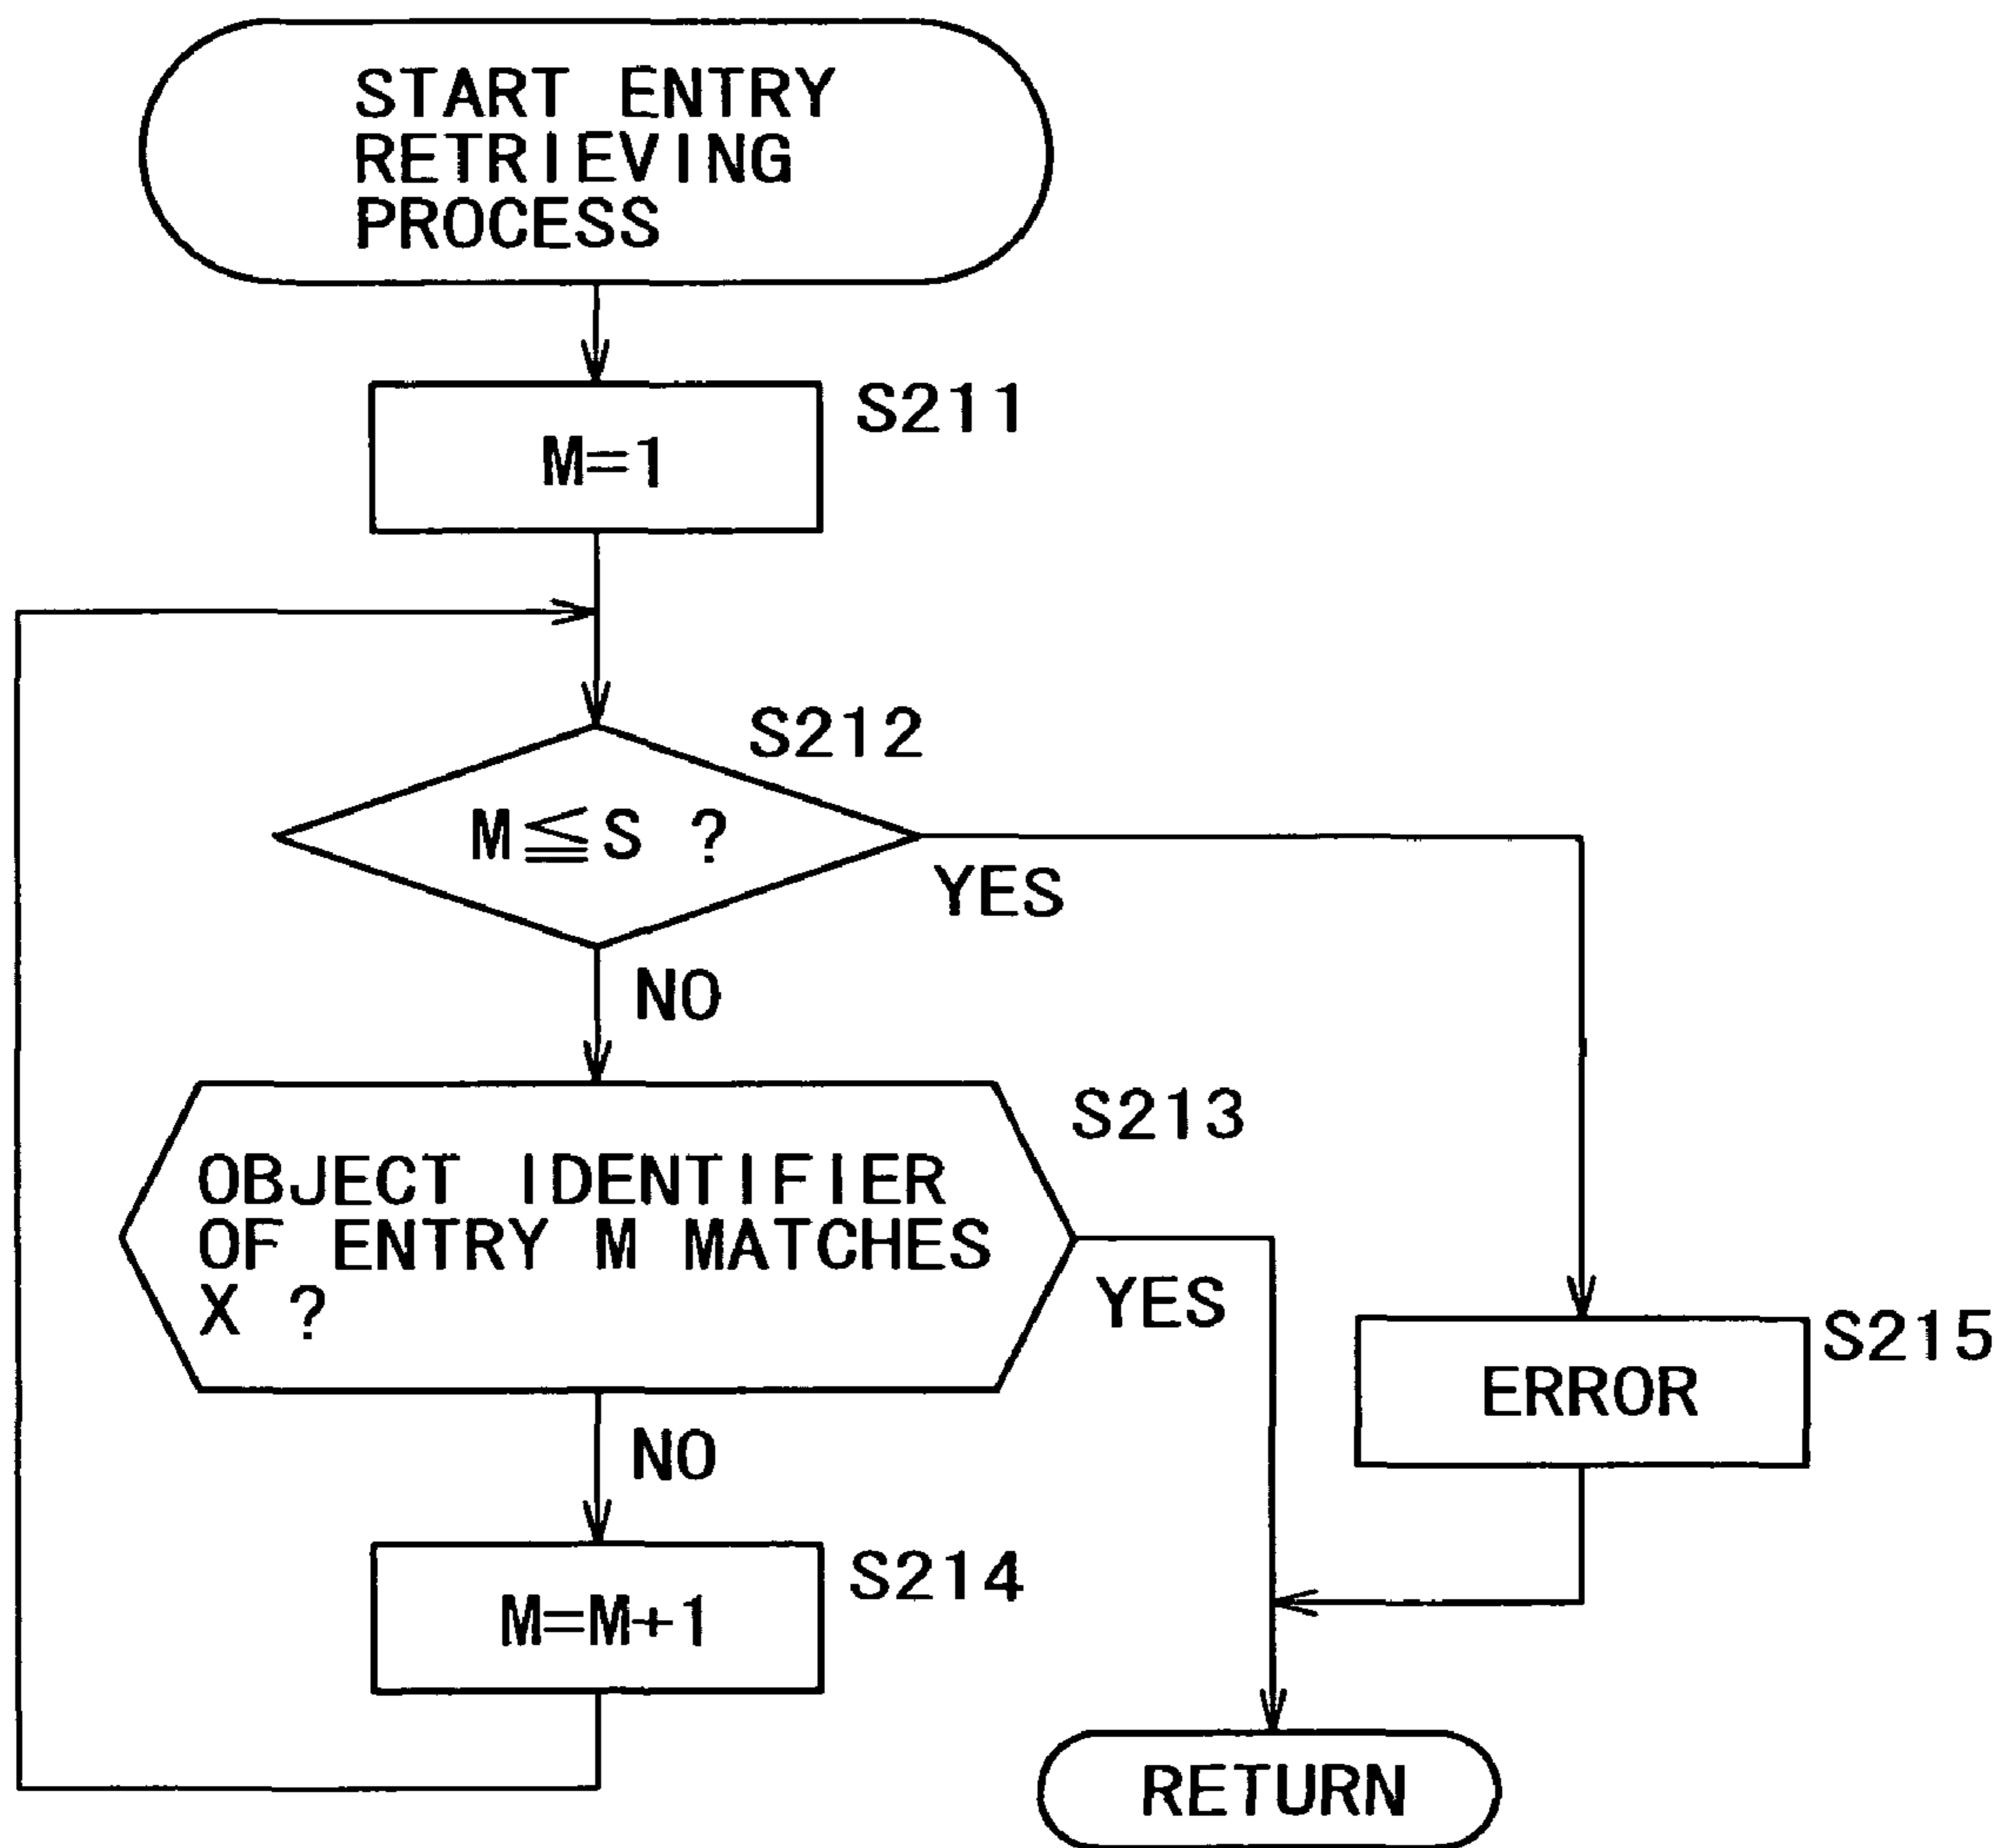 START ENTRY
RETRIEVING
PROCESS
S211
M=1
S212
M≦S ?
YES
NO
S213
OBJECT IDENTIFIER
OF ENTRY M MATCHES
X ?
YES
S215
ERROR
NO
S214
M=M+1
RETURN